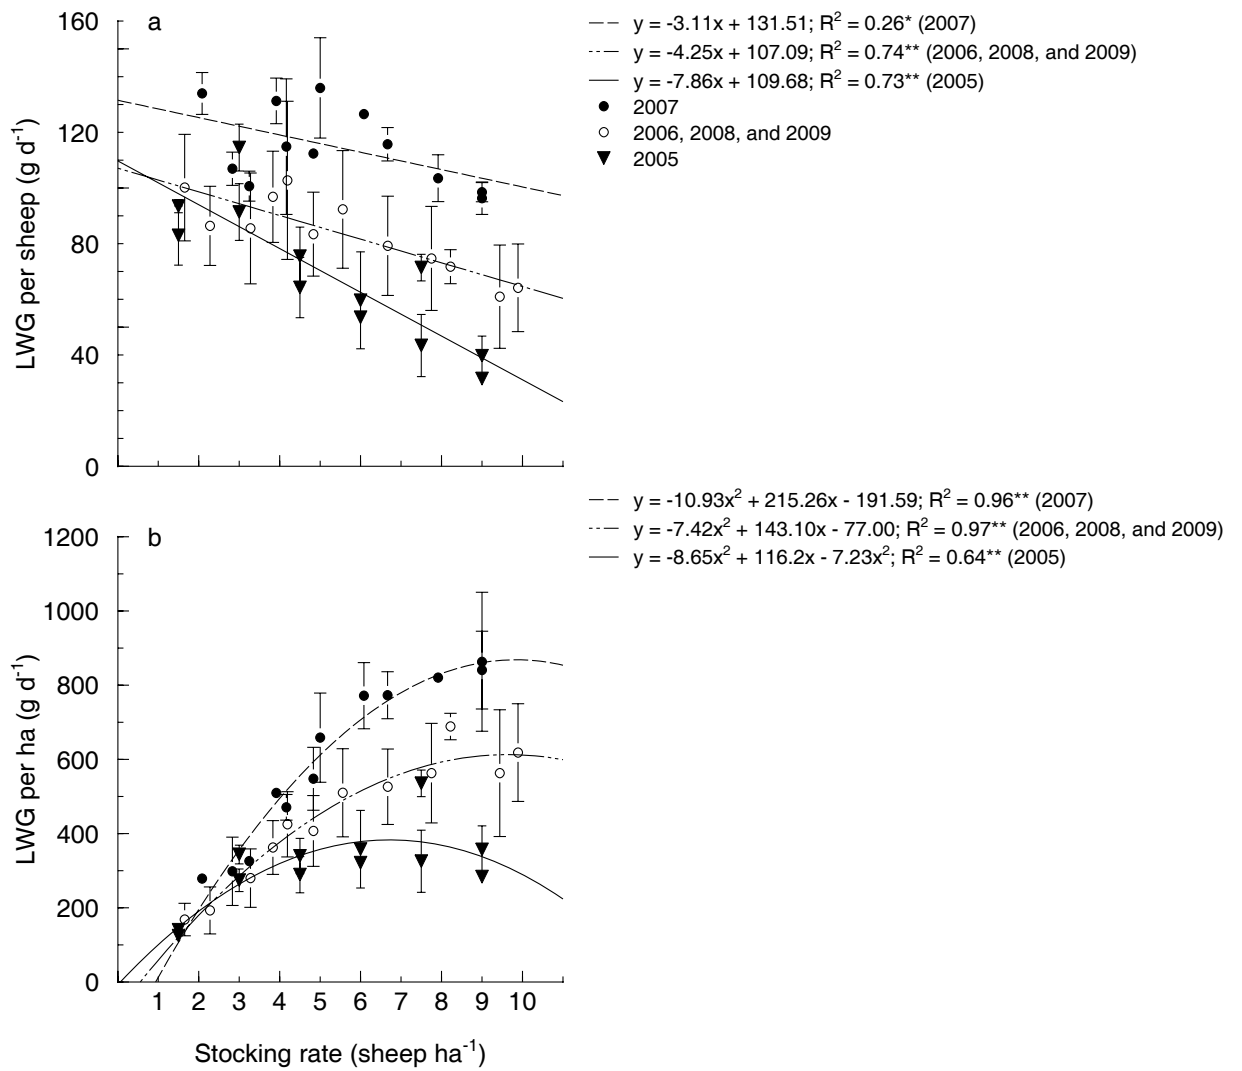 a
160
120
80
40
0
LWG per sheep (g d⁻¹)
y = -3.11x + 131.51; R² = 0.26* (2007)
y = -4.25x + 107.09; R² = 0.74** (2006, 2008, and 2009)
y = -7.86x + 109.68; R² = 0.73** (2005)
2007
2006, 2008, and 2009
2005
y = -10.93x² + 215.26x - 191.59; R² = 0.96** (2007)
y = -7.42x² + 143.10x - 77.00; R² = 0.97** (2006, 2008, and 2009)
y = -8.65x² + 116.2x - 7.23x²; R² = 0.64** (2005)
b
1200
1000
800
600
400
200
0
LWG per ha (g d⁻¹)
1 2 3 4 5 6 7 8 9 10
Stocking rate (sheep ha⁻¹)